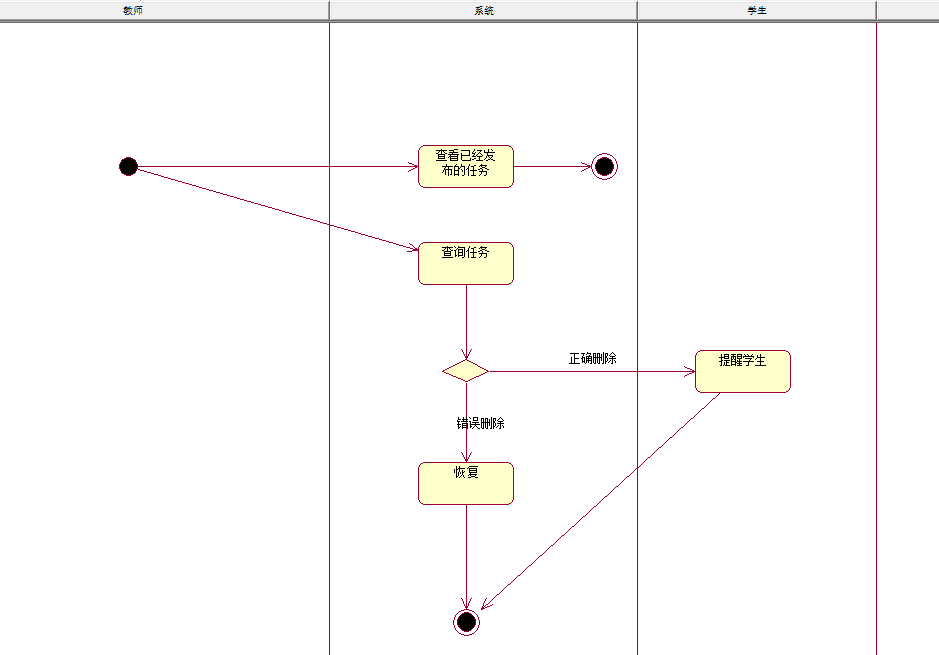 教师
系统
学生
查看已经发
布的任务
查询任务
正确删除
提醒学生
错误删除
恢复